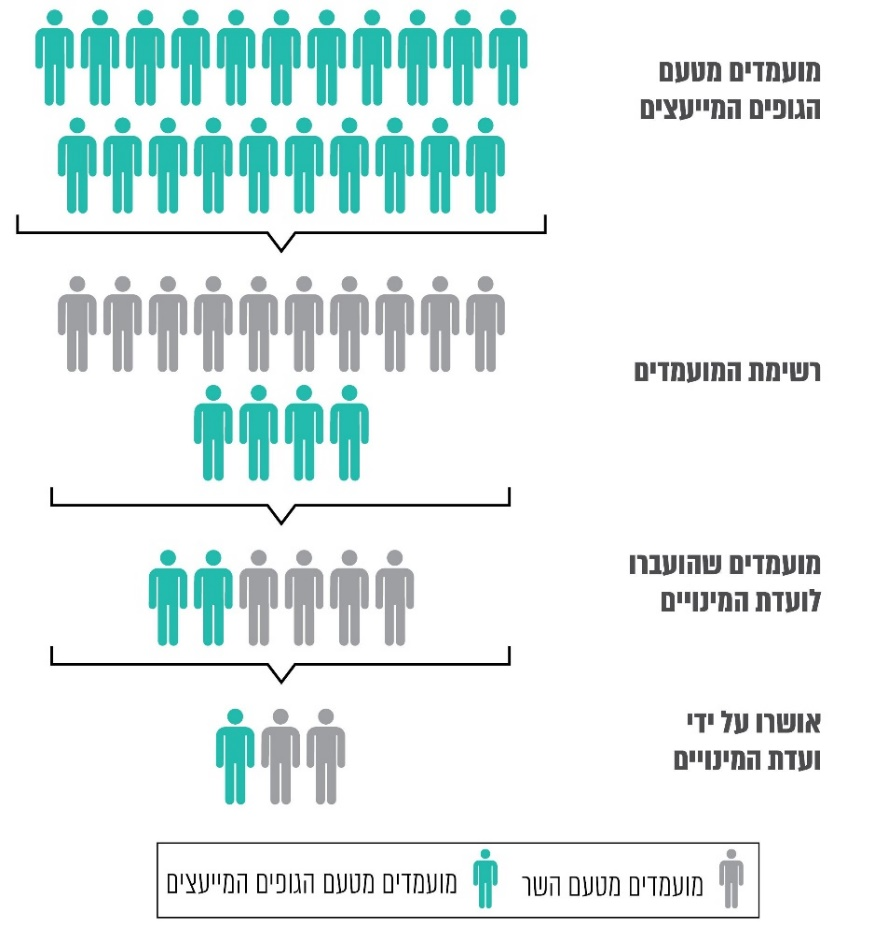 מועמדים מטעם
הגופים המייעצים
רשימת המועמדים
מועמדים שהועברו
לועדת המינויים
אושרו על ידי
ועדת המינויים
מועמדים מטעם השר
מועמדים מטעם הגופים המייעצים